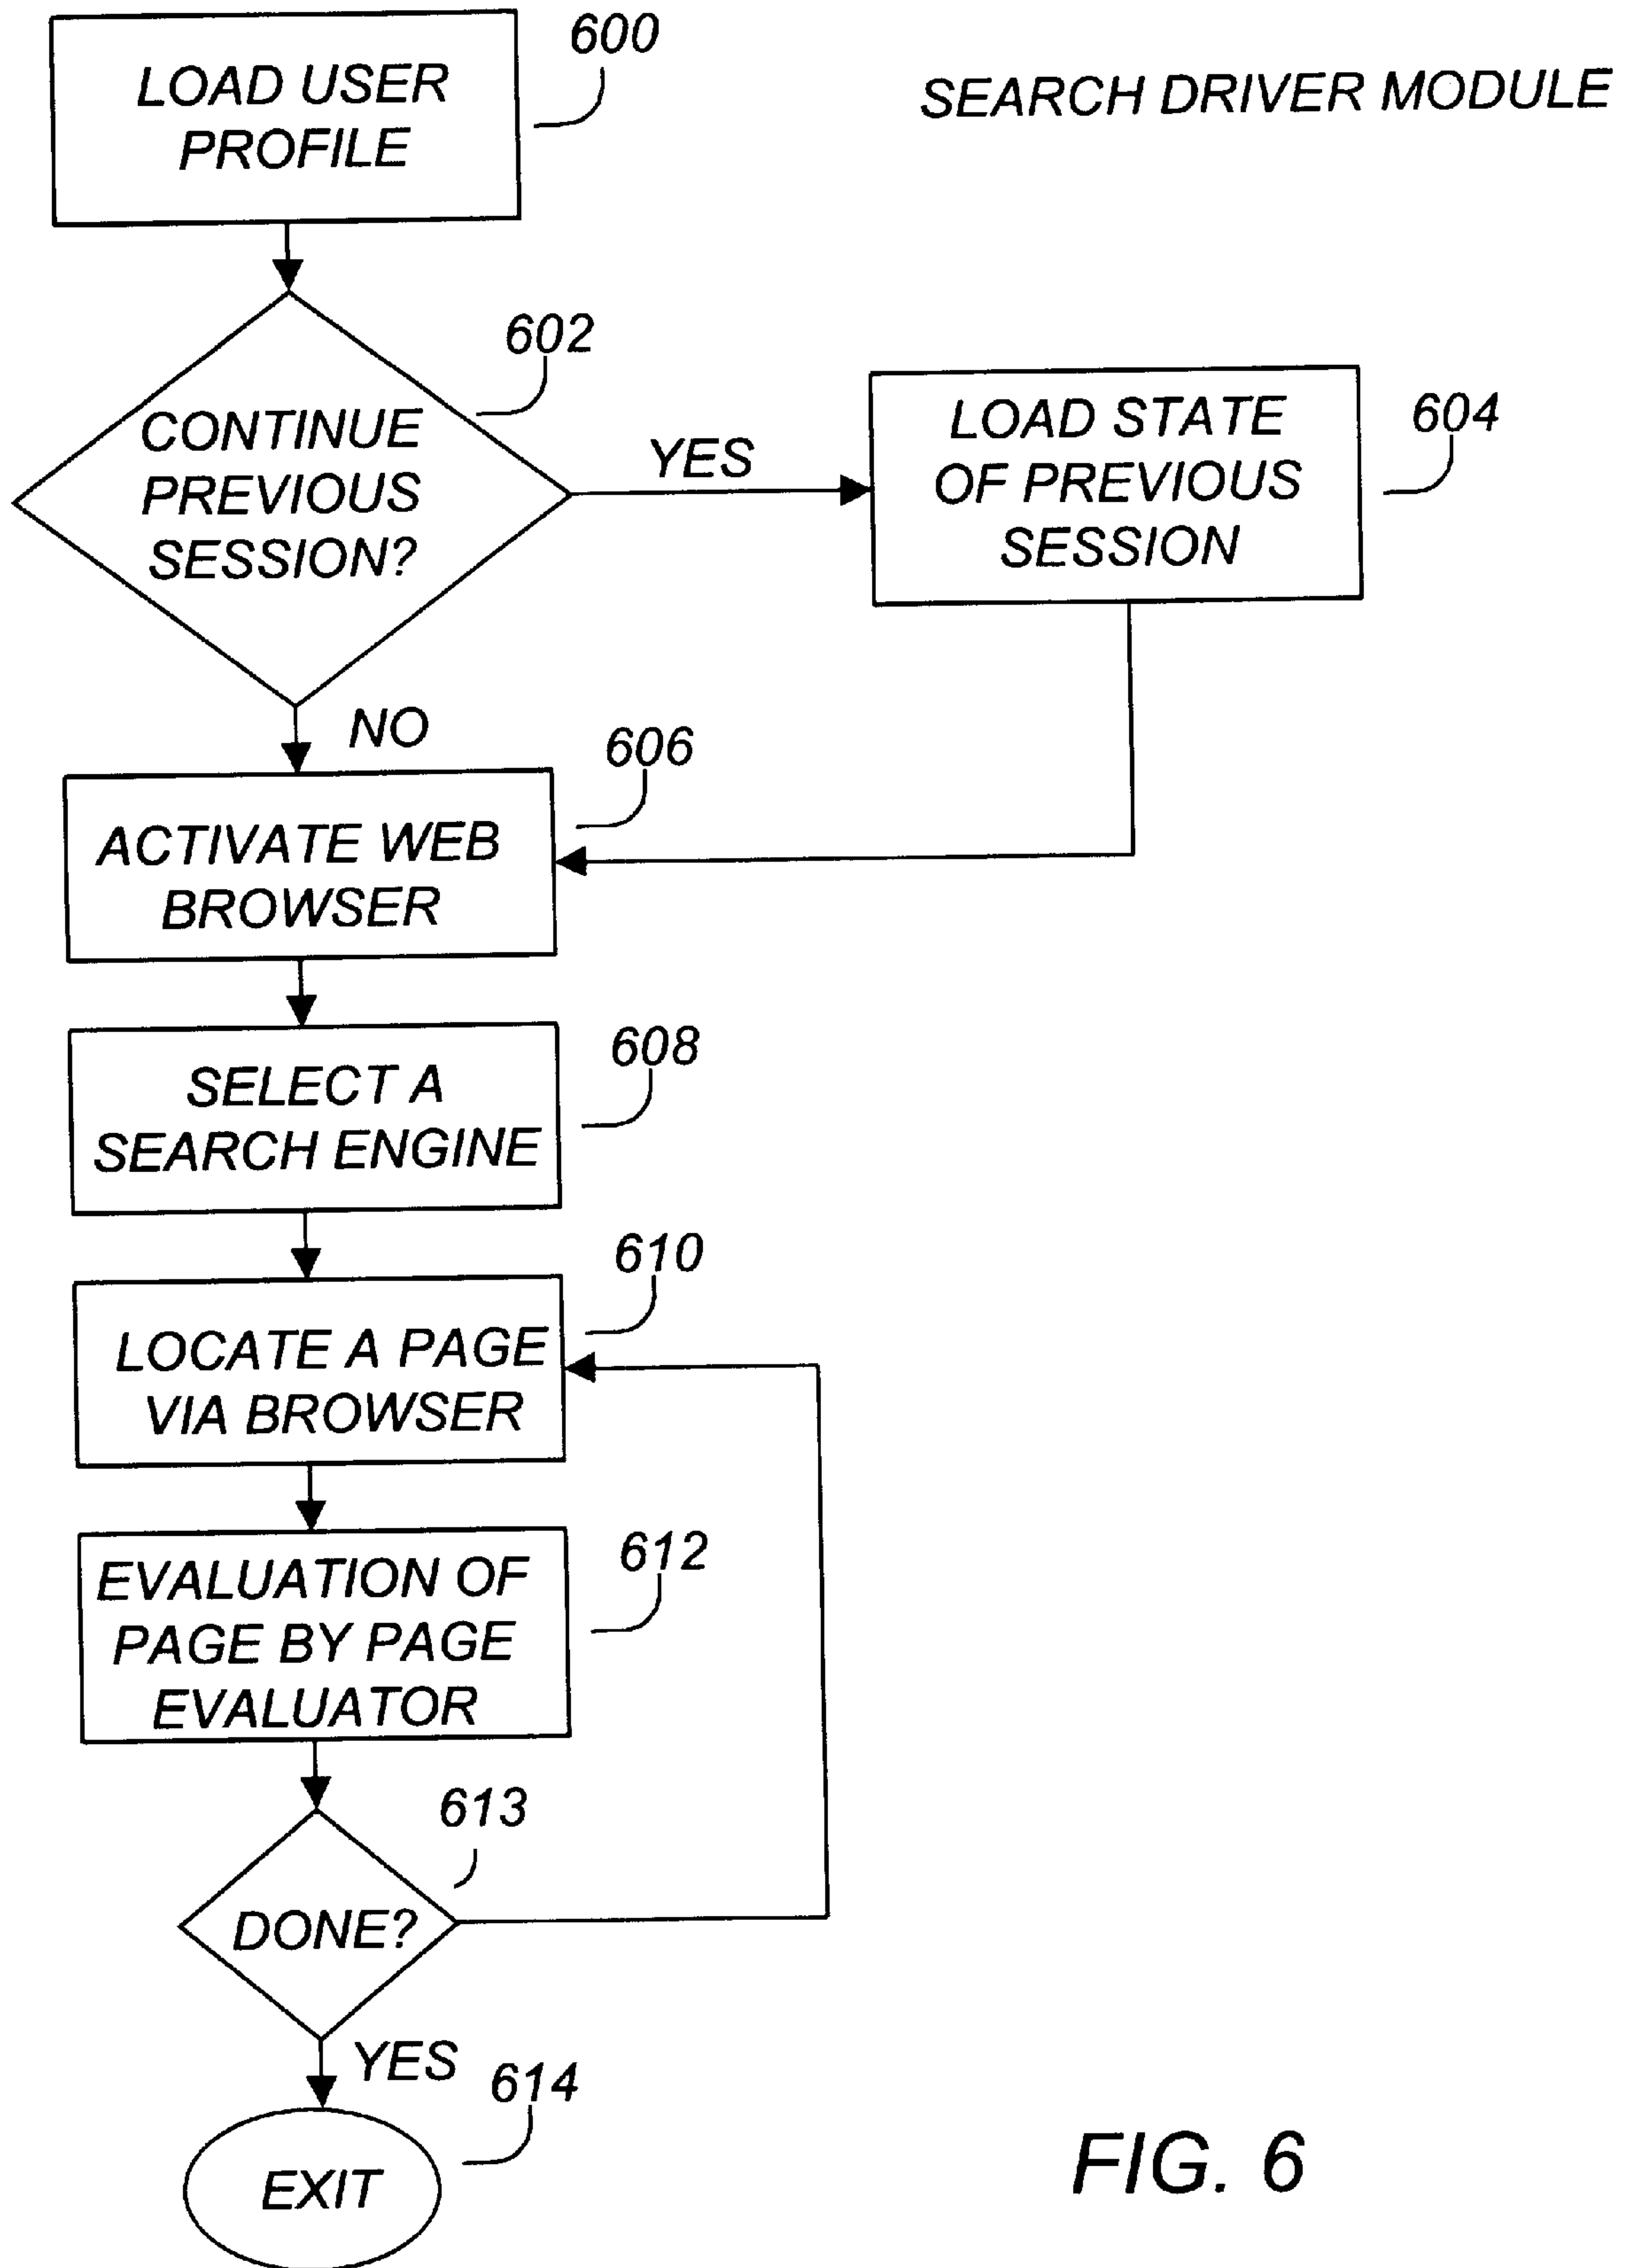 600
LOAD USER
PROFILE
SEARCH DRIVER MODULE
602
CONTINUE
PREVIOUS
SESSION?
YES
LOAD STATE
OF PREVIOUS
SESSION
604
NO
606
ACTIVATE WEB
BROWSER
608
SELECT A
SEARCH ENGINE
610
LOCATE A PAGE
VIA BROWSER
612
EVALUATION OF
PAGE BY PAGE
EVALUATOR
613
DONE?
YES
614
EXIT
FIG. 6